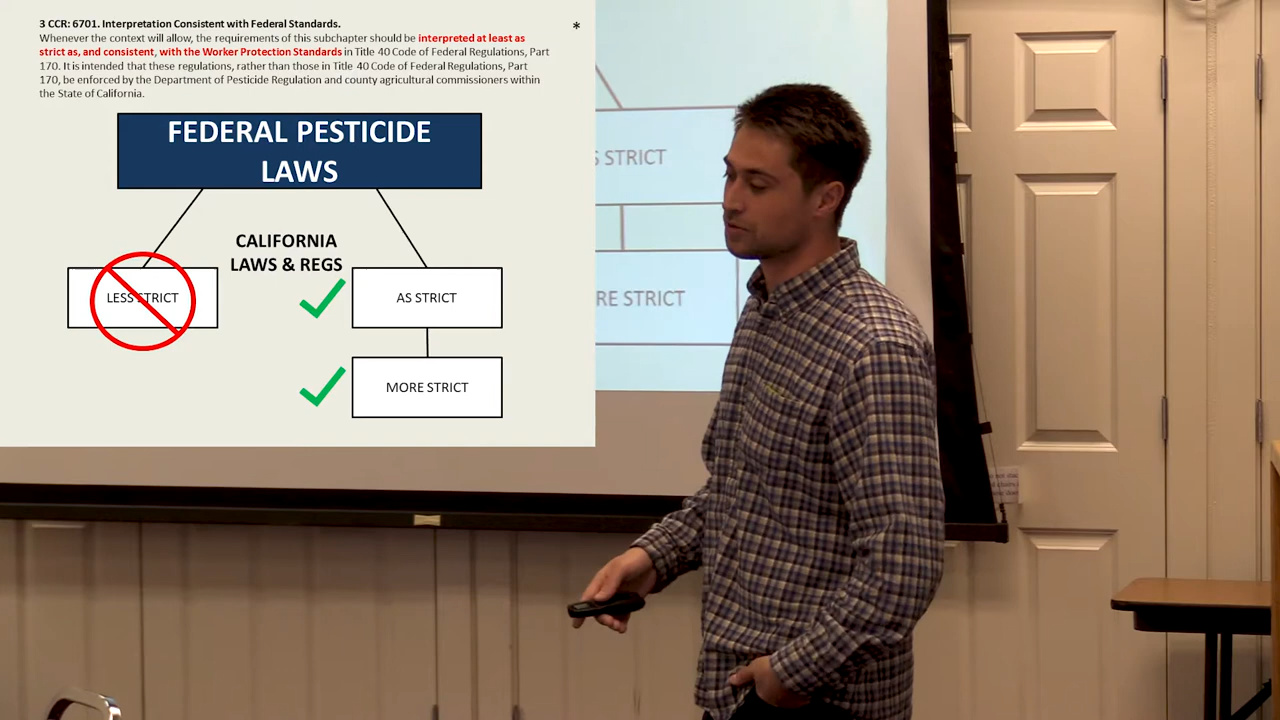 3 CCR: 6701. Interpretation Consistent with Federal Standards.
*
Whenever the context will allow, the requirements of this subchapter should be interpreted at least as
strict as, and consistent, with the Worker Protection Standards in Title 40 Code of Federal Regulations, Part
170. It is intended that these regulations, rather than those in Title 40 Code of Federal Regulations, Part
170, be enforced by the Department of Pesticide Regulation and county agricultural commissioners within
the State of California.
FEDERAL PESTICIDE
LAWS
CALIFORNIA
LAWS & REGS
LESS STRICT
AS STRICT
MORE STRICT
S STRICT
RE STRICT